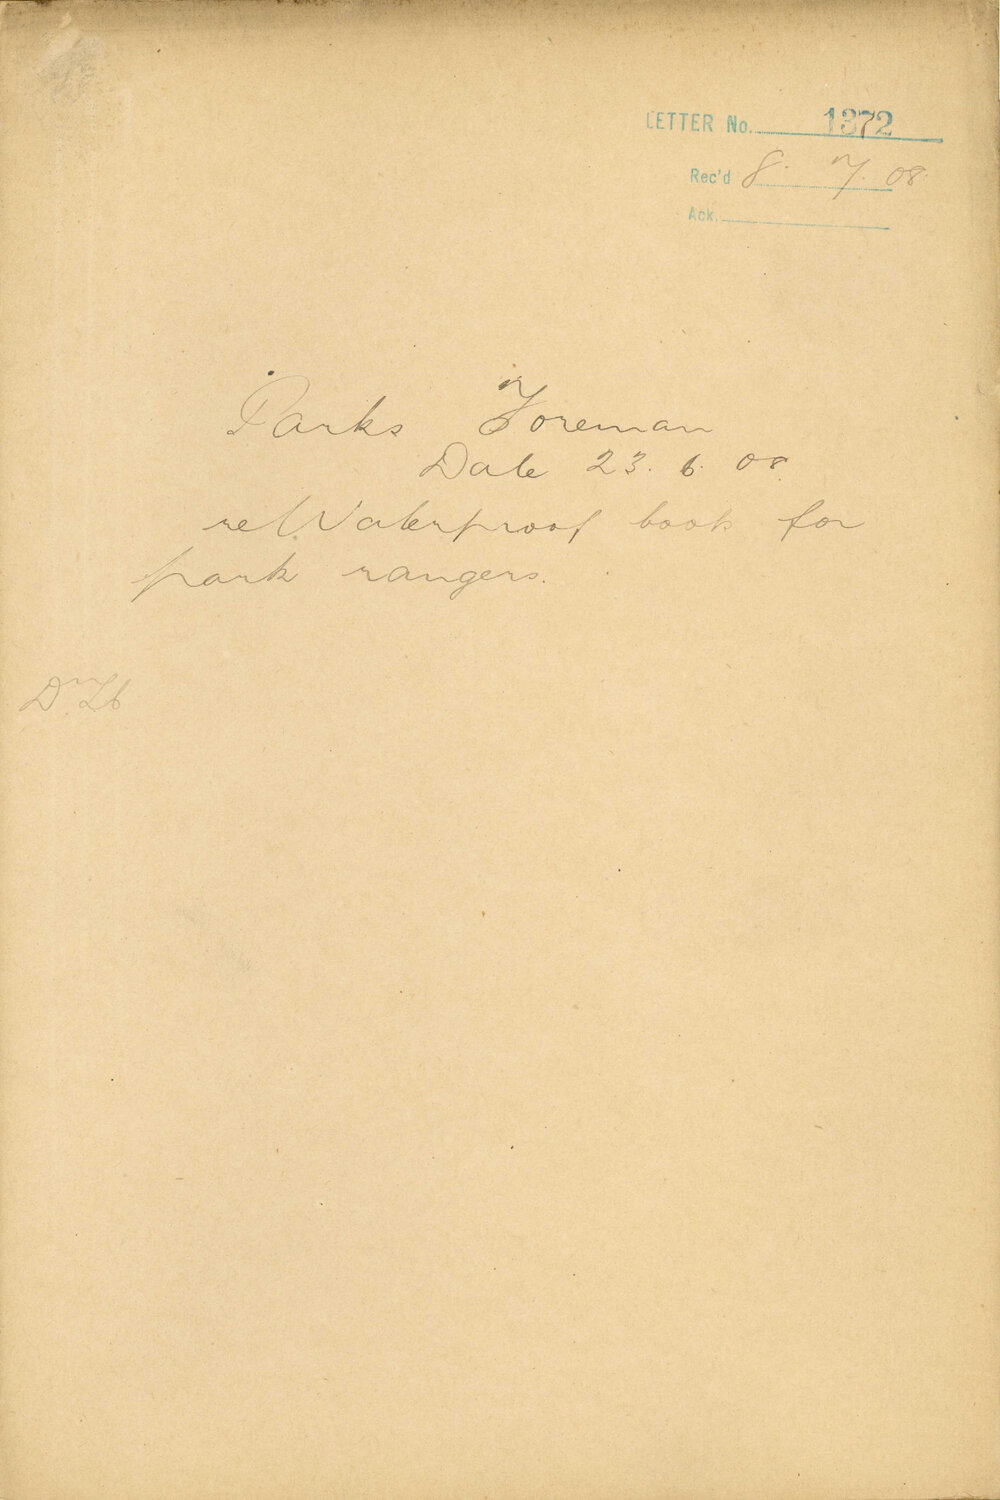 LETTER No. 1372
Rec'd 8. 7. 08.
Ack.
Parks Foreman
Date 23. 6. 08.
re Waterproof book for
park rangers.